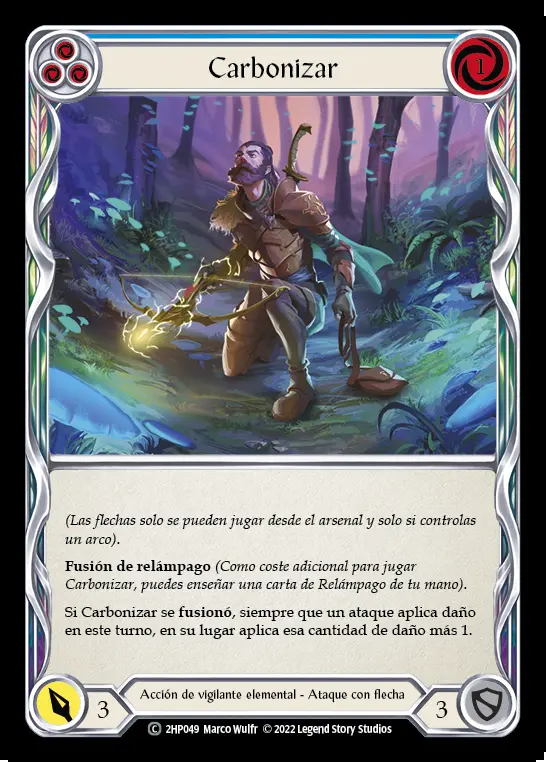 Carbonizar
1
(Las flechas solo se pueden jugar desde el arsenal y solo si controlas
un arco).
Fusión de relámpago (Como coste adicional para jugar
Carbonizar, puedes enseñar una carta de Relámpago de tu mano).
Si Carbonizar se fusionó, siempre que un ataque aplica daño
en este turno, en su lugar aplica esa cantidad de daño más 1.
3
Acción de vigilante elemental - Ataque con flecha
3
C 2HP049 Marco Wulfr © 2022 Legend Story Studios